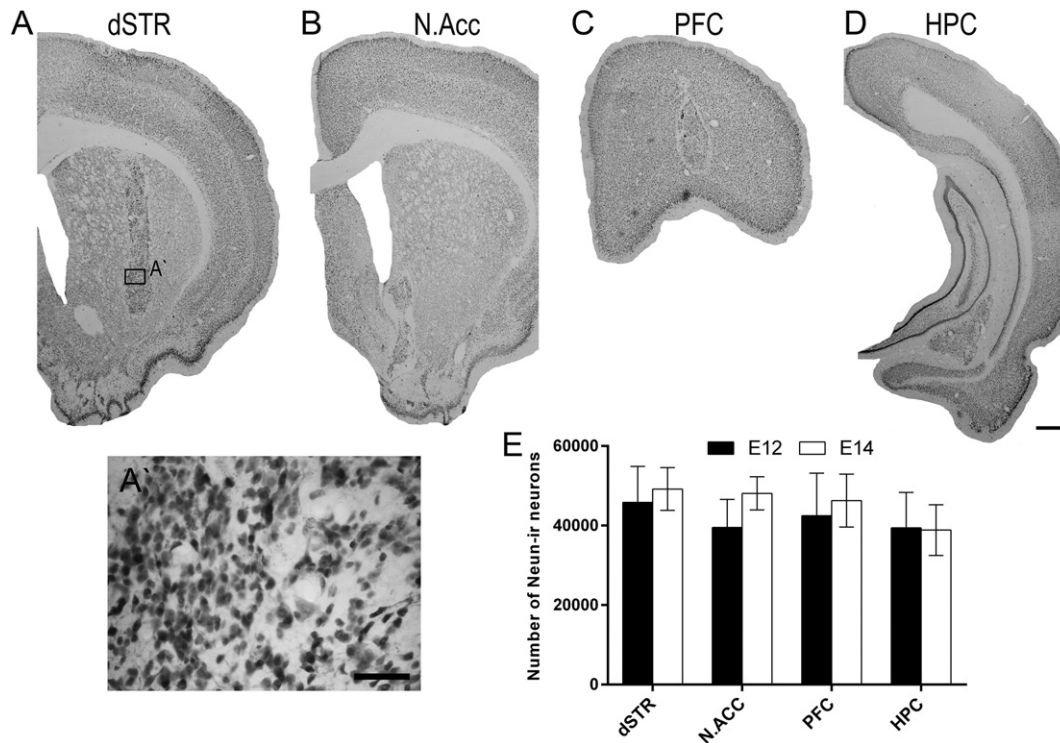 A
dSTR
B
N.Acc
C
PFC
D
HPC
A`
A`
E
E12
E14
Number of Neun-ir neurons
60000
40000
20000
0
dSTR
N.ACC
PFC
HPC